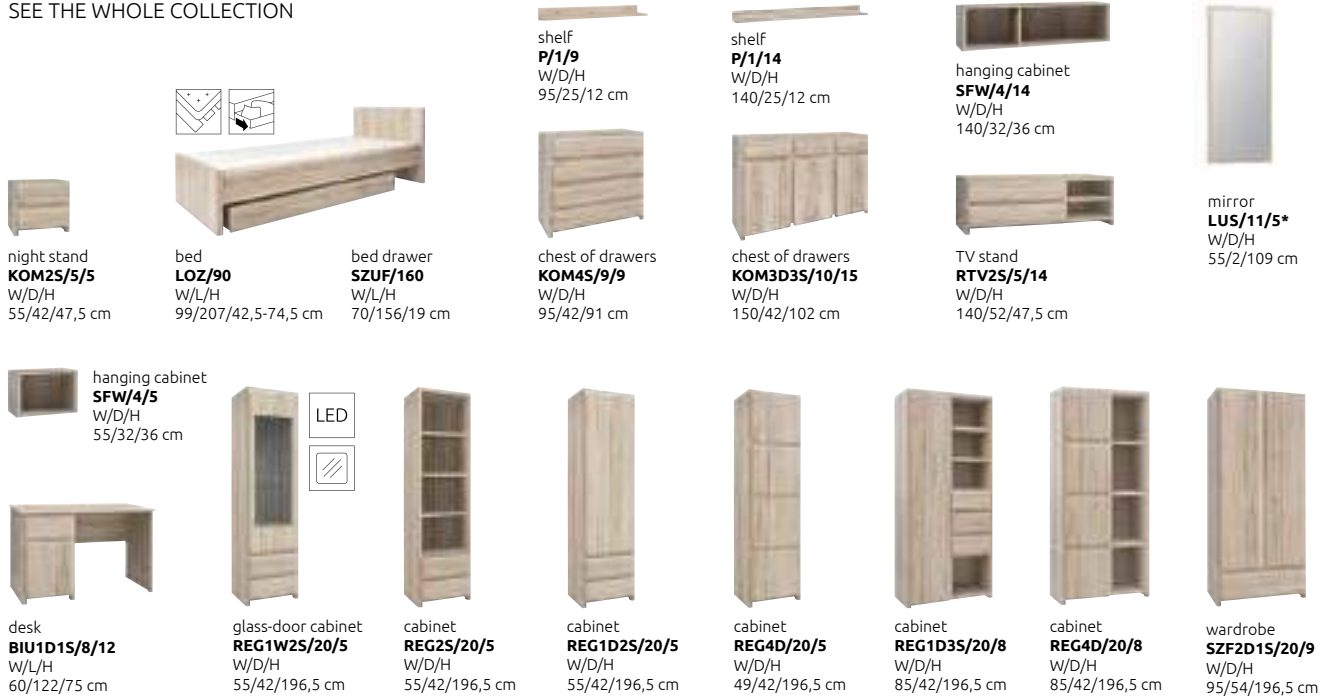 SEE THE WHOLE COLLECTION
shelf
P/1/9
W/D/H
95/25/12 cm
shelf
P/1/14
W/D/H
140/25/12 cm
hanging cabinet
SFW/4/14
W/D/H
140/32/36 cm
mirror
LUS/11/5*
W/D/H
55/2/109 cm
night stand
KOM2S/5/5
W/D/H
55/42/47,5 cm
bed
LOZ/90
W/L/H
99/207/42,5-74,5 cm
bed drawer
SZUF/160
W/L/H
70/156/19 cm
chest of drawers
KOM4S/9/9
W/D/H
95/42/91 cm
chest of drawers
KOM3D3S/10/15
W/D/H
150/42/102 cm
TV stand
RTV2S/5/14
W/D/H
140/52/47,5 cm
hanging cabinet
SFW/4/5
W/D/H
55/32/36 cm
LED
desk
BIU1D1S/8/12
W/L/H
60/122/75 cm
glass-door cabinet
REG1W2S/20/5
W/D/H
55/42/196,5 cm
cabinet
REG2S/20/5
W/D/H
55/42/196,5 cm
cabinet
REG1D2S/20/5
W/D/H
55/42/196,5 cm
cabinet
REG4D/20/5
W/D/H
49/42/196,5 cm
cabinet
REG1D3S/20/8
W/D/H
85/42/196,5 cm
cabinet
REG4D/20/8
W/D/H
85/42/196,5 cm
wardrobe
SZF2D1S/20/9
W/D/H
95/54/196,5 cm